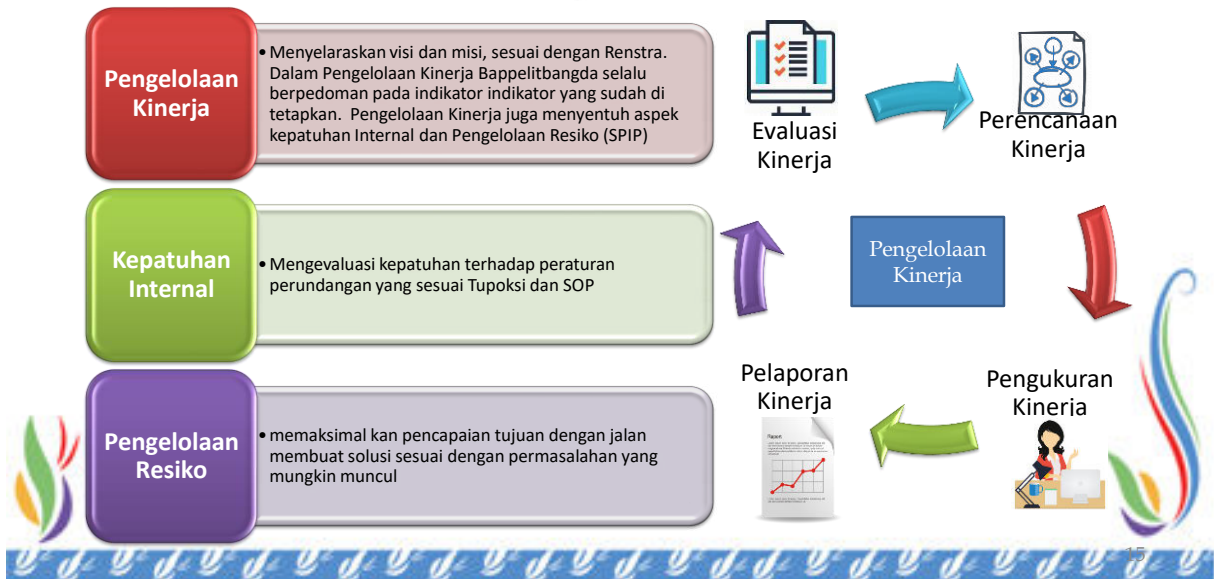 Pengelolaan
Kinerja
• Menyelaraskan visi dan misi, sesuai dengan Renstra.
Dalam Pengelolaan Kinerja Bappelitbangda selalu
berpedoman pada indikator indikator yang sudah di
tetapkan. Pengelolaan Kinerja juga menyentuh aspek
kepatuhan Internal dan Pengelolaan Resiko (SPIP)
Kepatuhan
Internal
• Mengevaluasi kepatuhan terhadap peraturan
perundangan yang sesuai Tupoksi dan SOP
Pengelolaan
Resiko
• memaksimal kan pencapaian tujuan dengan jalan
membuat solusi sesuai dengan permasalahan yang
mungkin muncul
Evaluasi
Kinerja
Perencanaan
Kinerja
Pengelolaan
Kinerja
Pelaporan
Kinerja
Pengukuran
Kinerja
15